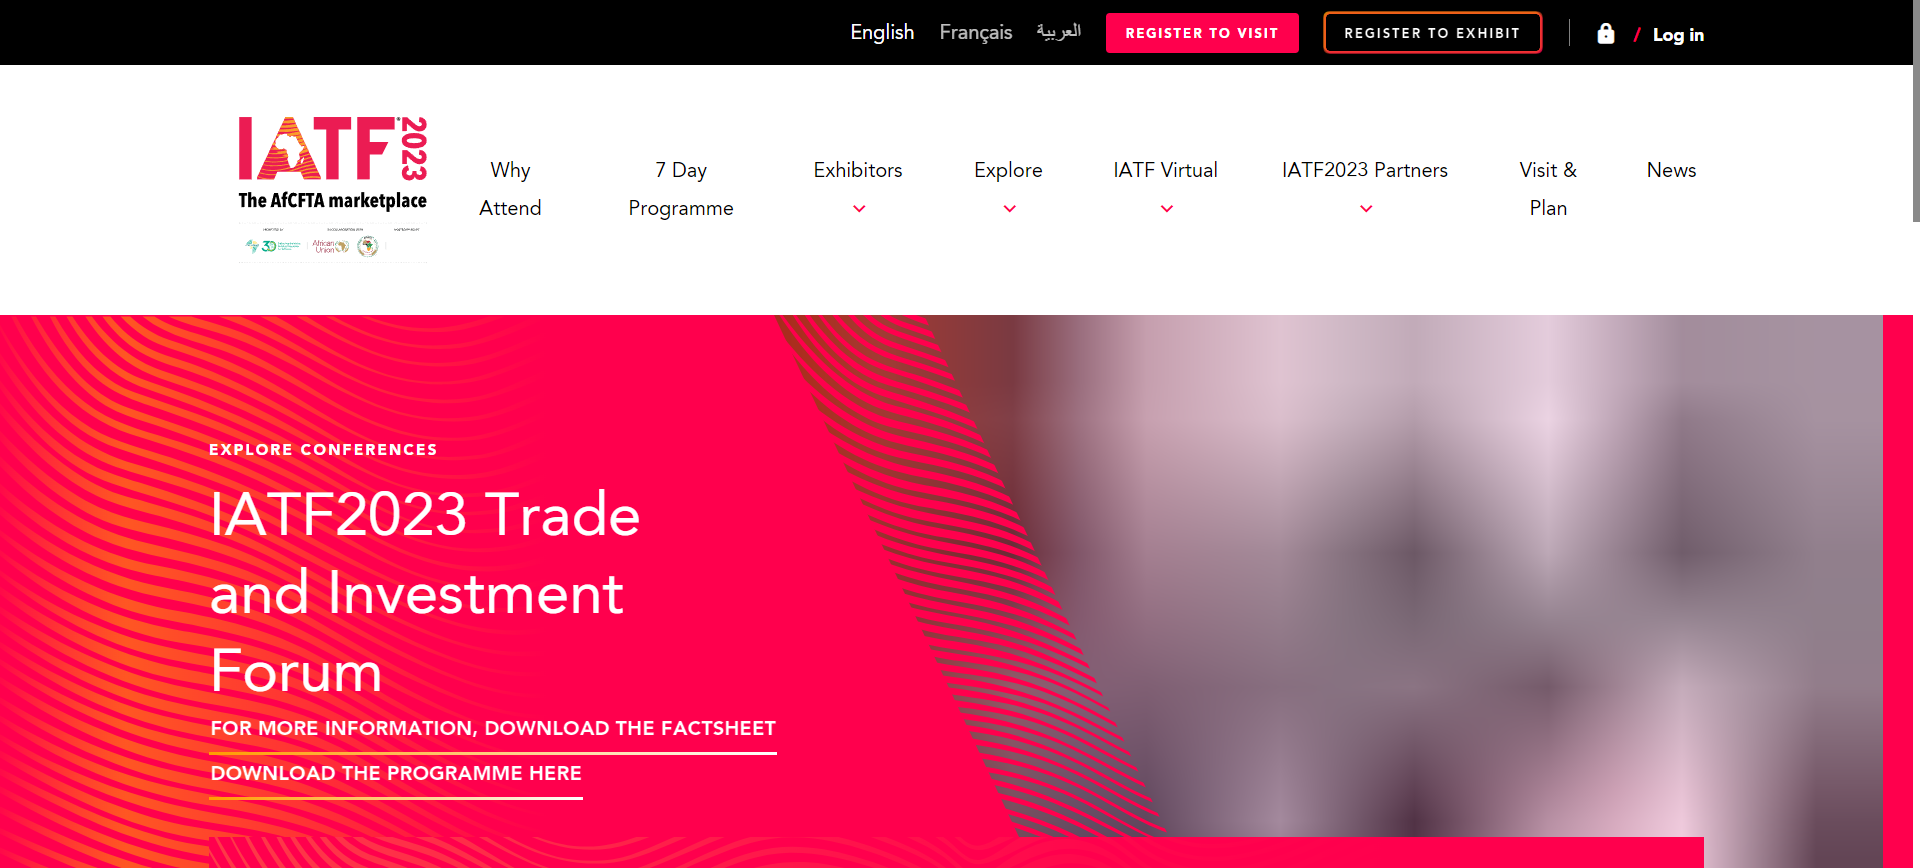 English Français العربية REGISTER TO VISIT REGISTER TO EXHIBIT / Log in
IATF 2023
The AfCFTA marketplace
African
Union
Why
Attend
7 Day
Programme
Exhibitors
Explore
IATF Virtual
IATF2023 Partners
Visit &
Plan
News
EXPLORE CONFERENCES
IATF2023 Trade
and Investment
Forum
FOR MORE INFORMATION, DOWNLOAD THE FACTSHEET
DOWNLOAD THE PROGRAMME HERE